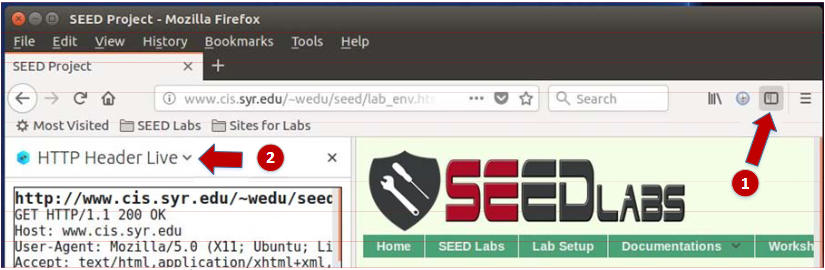 SEED Project - Mozilla Firefox
File Edit View History Bookmarks Tools Help
SEED Project
www.cis.syr.edu/~wedu/seed/lab_env.ht
Search
1
Most Visited SEED Labs Sites for Labs
HTTP Header Live
2
http://www.cis.syr.edu/~wedu/seed
GET HTTP/1.1 200 OK
Host: www.cis.syr.edu
User-Agent: Mozilla/5.0 (X11; Ubuntu; Li
Accept: text/html,application/xhtml+xml,
SEEDLABS
Home SEED Labs Lab Setup Documentations Worksh